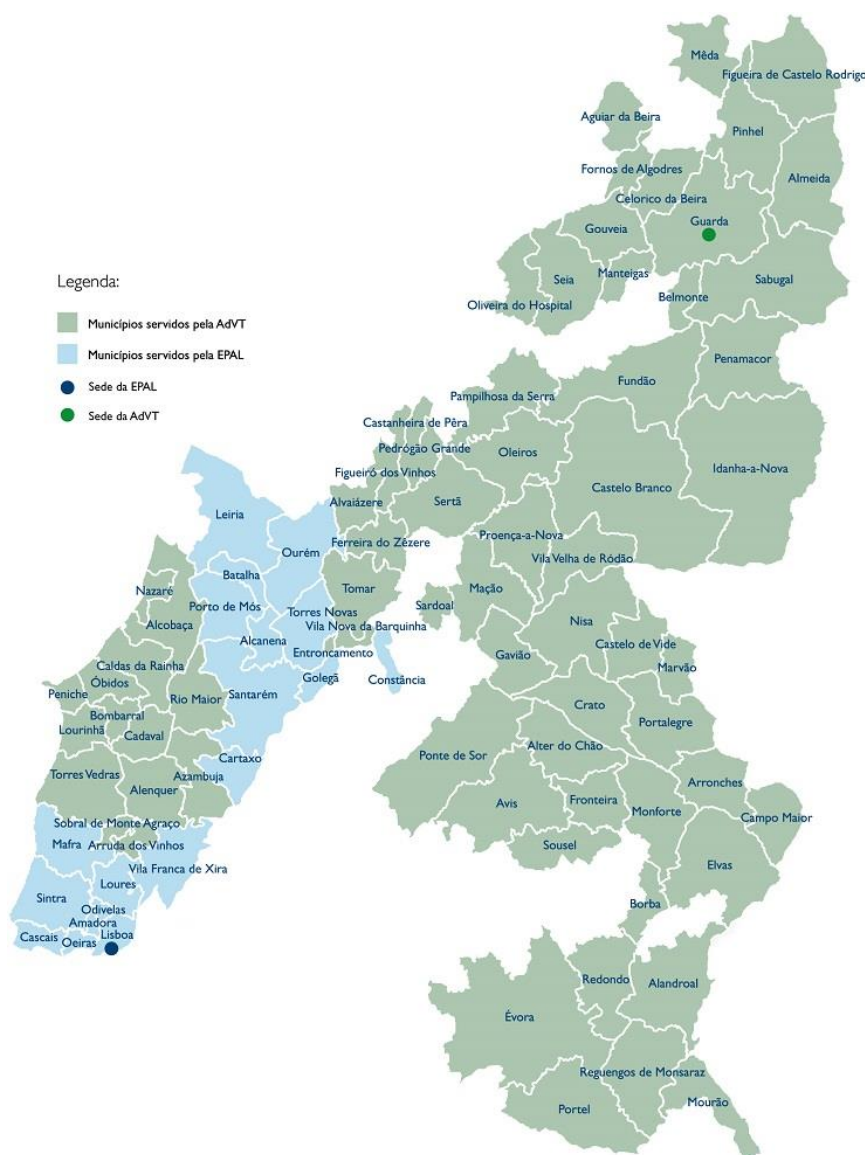 Mêda
Figueira de Castelo Rodrigo
Aguiar da Beira
Pinhel
Fornos de Algodres
Almeida
Celorico da Beira
Guarda
Gouveia
Seia
Manteigas
Sabugal
Oliveira do Hospital
Belmonte
Legenda:
Municípios servidos pela AdVT
Municípios servidos pela EPAL
Sede da EPAL
Sede da AdVT
Penamacor
Fundão
Pampilhosa da Serra
Castanheira de Pêra
Pedrógão Grande
Oleiros
Idanha-a-Nova
Figueiró dos Vinhos
Castelo Branco
Alvaiázere
Sertã
Leiria
Ourém
Ferreira do Zêzere
Proença-a-Nova
Vila Velha de Ródão
Batalha
Nazaré
Tomar
Mação
Porto de Mós
Torres Novas
Sardoal
Alcobaça
Vila Nova da Barquinha
Nisa
Alcanena
Castelo de Vide
Entroncamento
Gavião
Marvão
Caldas da Rainha
Golegã
Constância
Óbidos
Peniche
Rio Maior
Santarém
Crato
Bombarral
Portalegre
Lourinhã
Cadaval
Alter do Chão
Ponte de Sor
Cartaxo
Torres Vedras
Azambuja
Arronches
Alenquer
Avis
Fronteira
Monforte
Campo Maior
Sobral de Monte Agraço
Mafra
Arruda dos Vinhos
Sousel
Elvas
Vila Franca de Xira
Loures
Sintra
Borba
Odivelas
Amadora
Cascais
Oeiras
Lisboa
Redondo
Alandroal
Évora
Reguengos de Monsaraz
Mourão
Portel